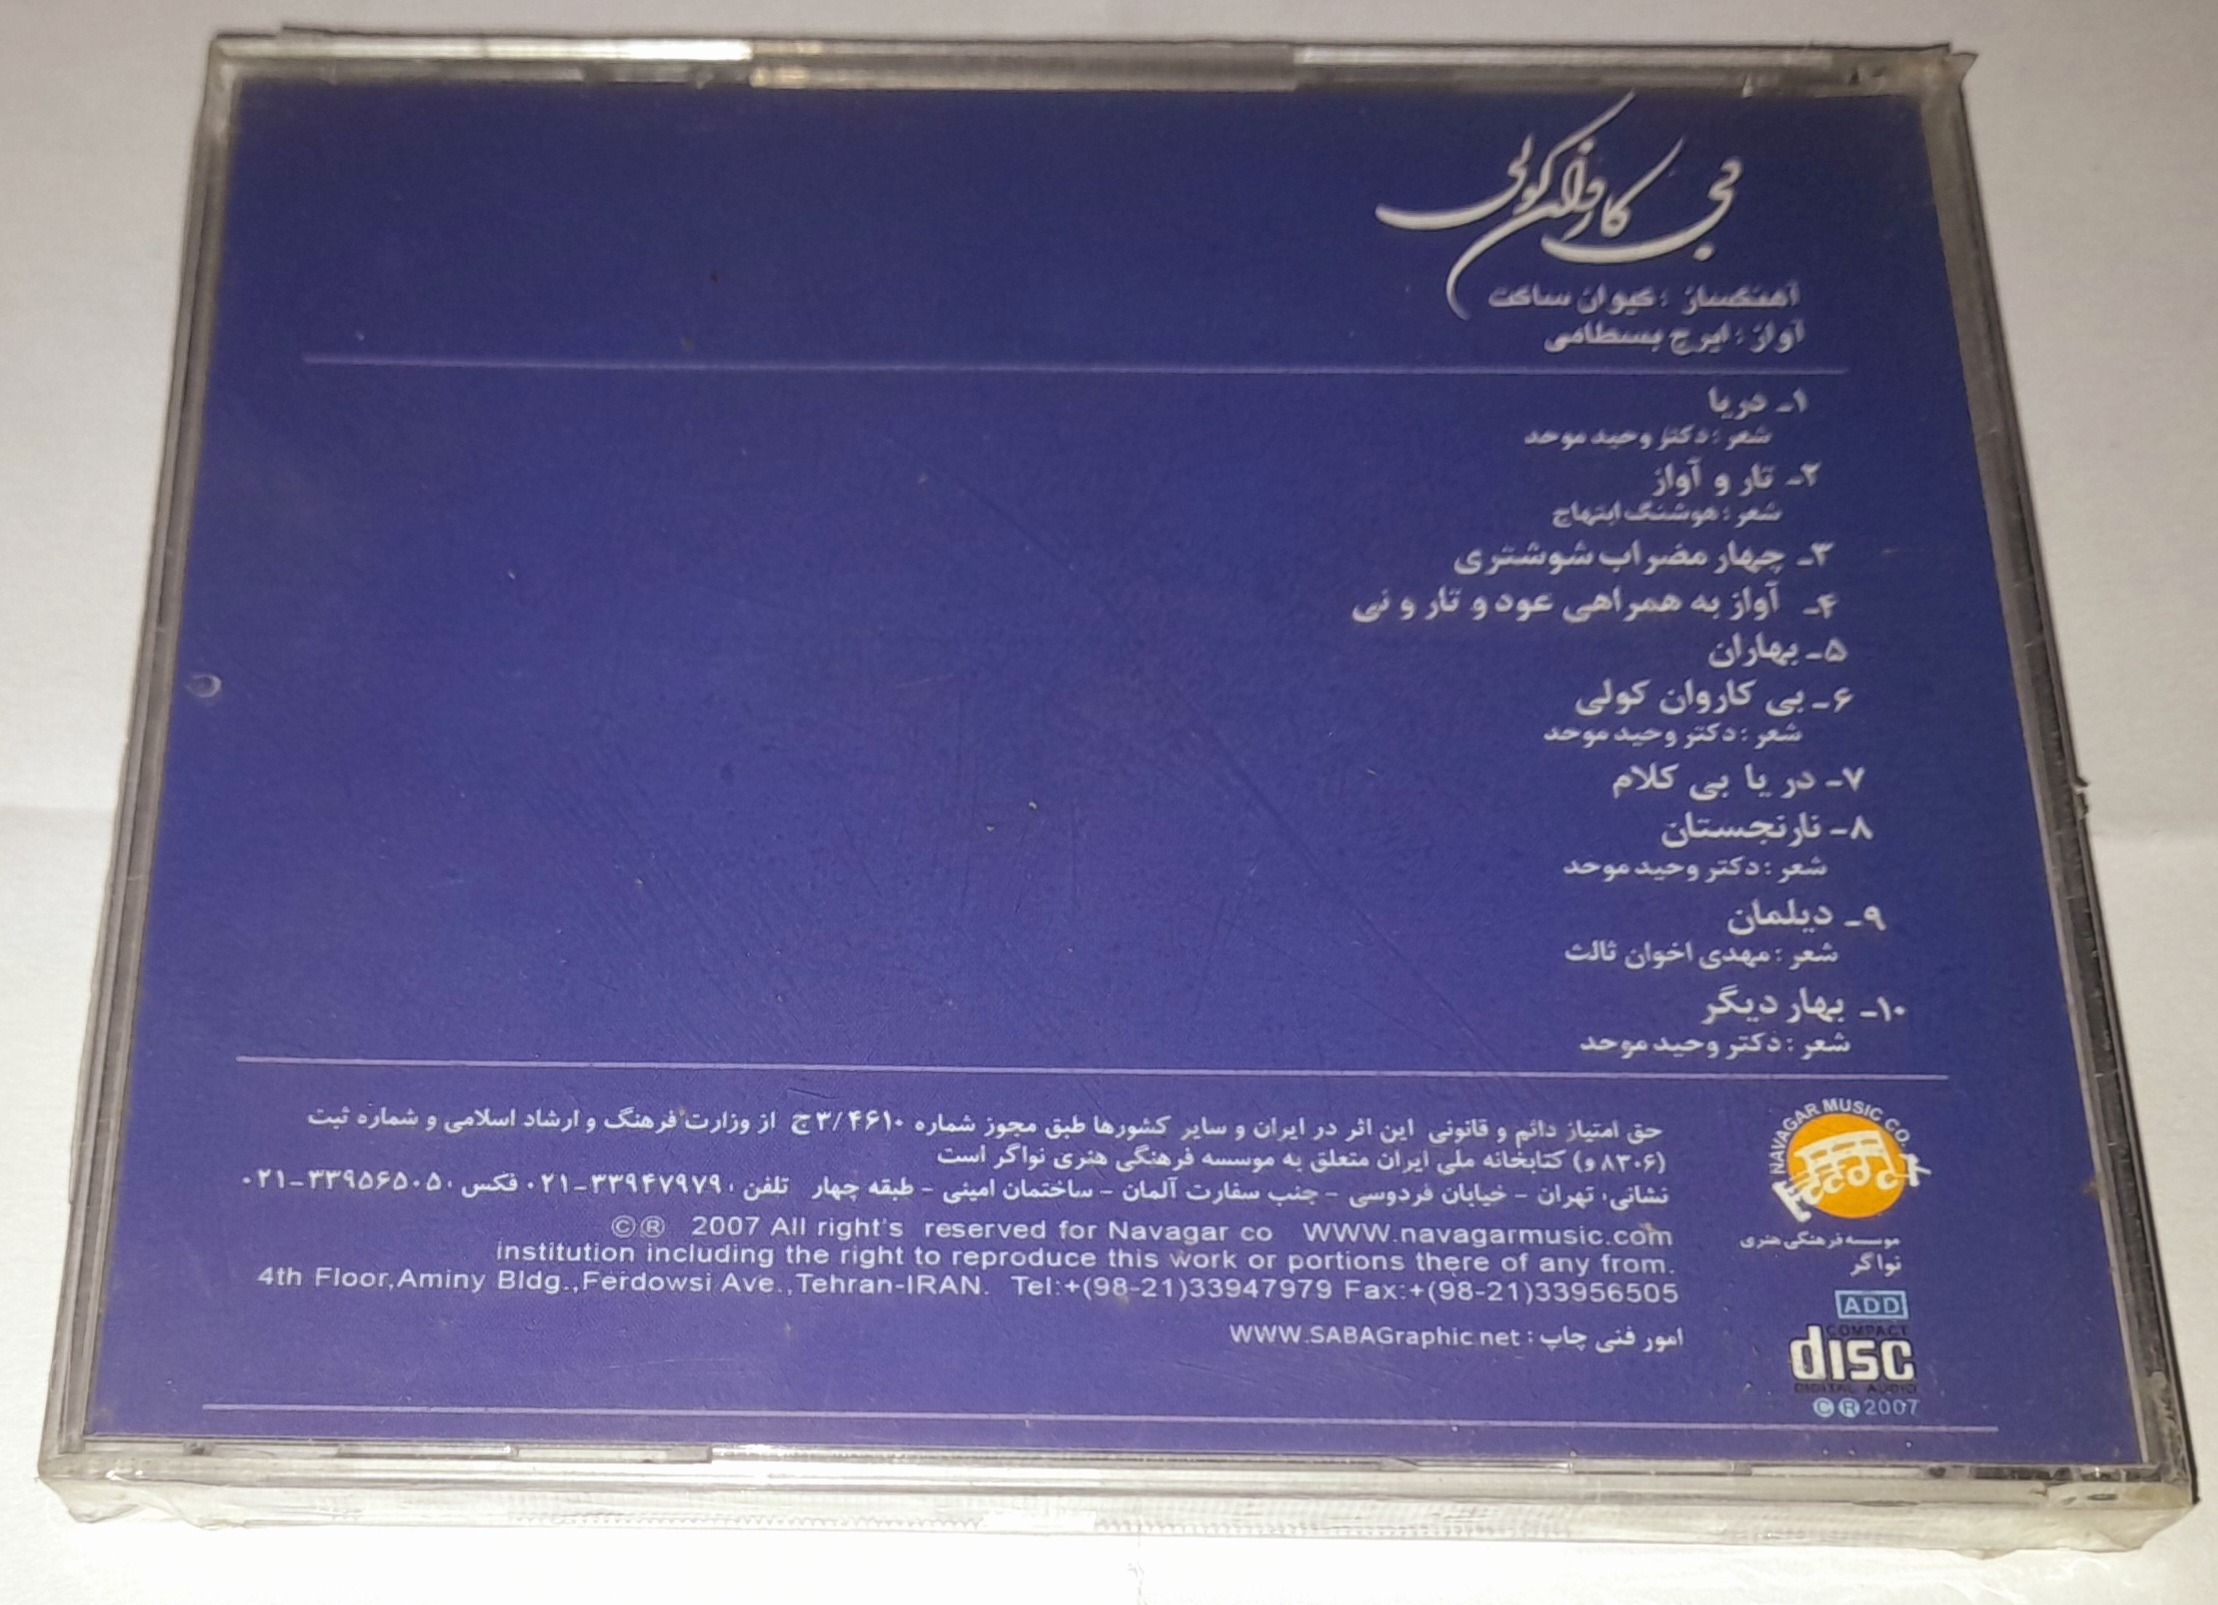 بی کاروان کولی
آهنگساز : کیوان ساکت
آواز : ایرج بسطامی
۱- دریا
شعر : دکتر وحید موحد
۲- تار و آواز
شعر : هوشنگ ابتهاج
۳- چهار مضراب شوشتری
۴- آواز به همراهی عود و تار و نی
۵- بهاران
۶- بی کاروان کولی
شعر : دکتر وحید موحد
۷- دریا بی کلام
۸- نارنجستان
شعر : دکتر وحید موحد
۹- دیلمان
شعر : مهدی اخوان ثالث
۱۰- بهار دیگر
شعر : دکتر وحید موحد
حق امتیاز دائم و قانونی این اثر در ایران و سایر کشورها طبق مجوز شماره ۳/۴۶۱۰ج از وزارت فرهنگ و ارشاد اسلامی و شماره ثبت
(۸۳۰۶ و) کتابخانه ملی ایران متعلق به موسسه فرهنگی هنری نواگر است
نشانی: تهران - خیابان فردوسی - جنب سفارت آلمان - ساختمان امینی - طبقه چهار تلفن: ۰۲۱-۳۳۹۴۷۹۷۹ فکس: ۰۲۱-۳۳۹۵۶۵۰۵
©® 2007 All right's reserved for Navagar co WWW.navagarmusic.com
institution including the right to reproduce this work or portions there of any from.
4th Floor,Aminy Bldg.,Ferdowsi Ave.,Tehran-IRAN. Tel:+(98-21)33947979 Fax:+(98-21)33956505
امور فنی چاپ : WWW.SABAGraphic.net
NAVAGAR MUSIC CO.
موسسه فرهنگی هنری
نواگر
ADD
COMPACT
disc
DIGITAL AUDIO
©® 2007